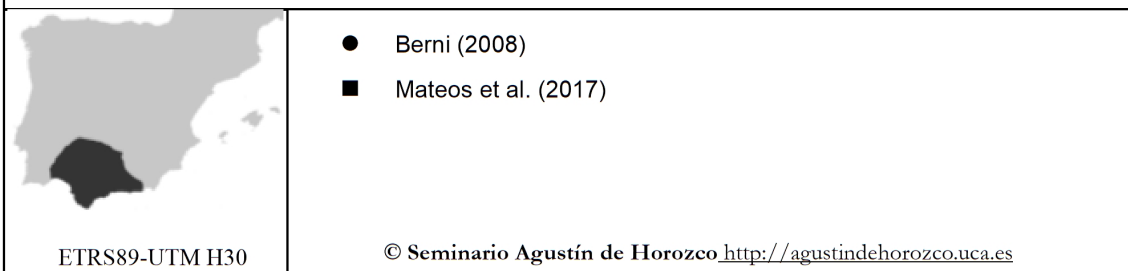 Berni (2008)
Mateos et al. (2017)
ETRS89-UTM H30
© Seminario Agustín de Horozco http://agustindehorozco.uca.es